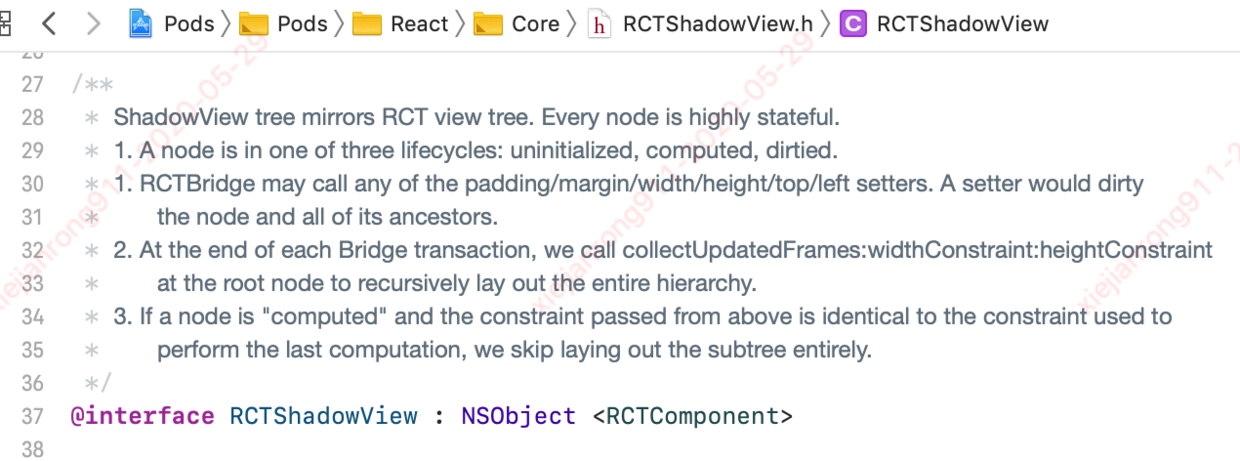 Pods Pods React Core h RCTShadowView.h C RCTShadowView
27 /**
28 * ShadowView tree mirrors RCT view tree. Every node is highly stateful.
29 * 1. A node is in one of three lifecycles: uninitialized, computed, dirtied.
30 * 1. RCTBridge may call any of the padding/margin/width/height/top/left setters. A setter would dirty
31 * the node and all of its ancestors.
32 * 2. At the end of each Bridge transaction, we call collectUpdatedFrames:widthConstraint:heightConstraint
33 * at the root node to recursively lay out the entire hierarchy.
34 * 3. If a node is "computed" and the constraint passed from above is identical to the constraint used to
35 * perform the last computation, we skip laying out the subtree entirely.
36 */
37 @interface RCTShadowView : NSObject <RCTComponent>
38
xiejianrong911-2020-05-29